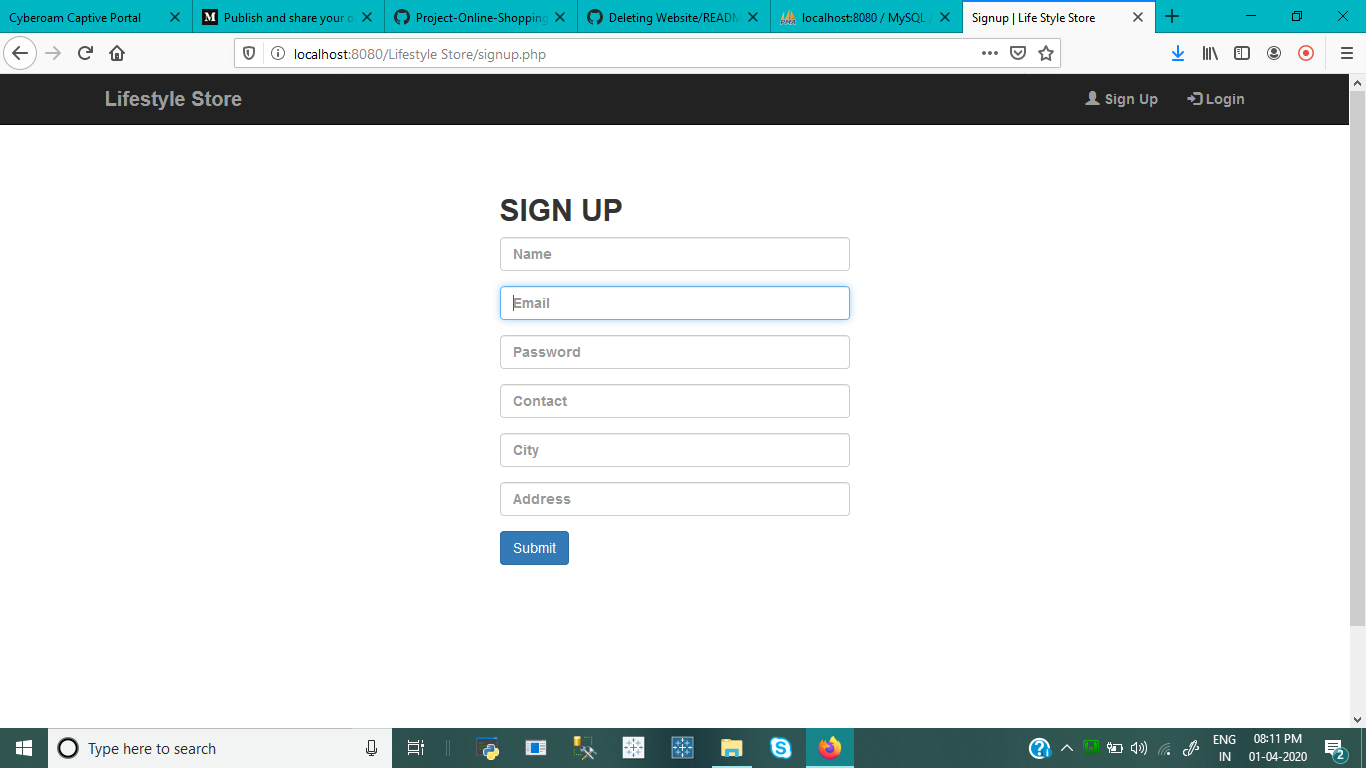 Cyberoam Captive Portal
Publish and share your o
Project-Online-Shopping
Deleting Website/READM
localhost:8080 / MySQL /
Signup | Life Style Store
localhost:8080/Lifestyle Store/signup.php
Lifestyle Store
Sign Up
Login
SIGN UP
Name
Email
Password
Contact
City
Address
Submit
Type here to search
ENG
IN
08:11 PM
01-04-2020
2